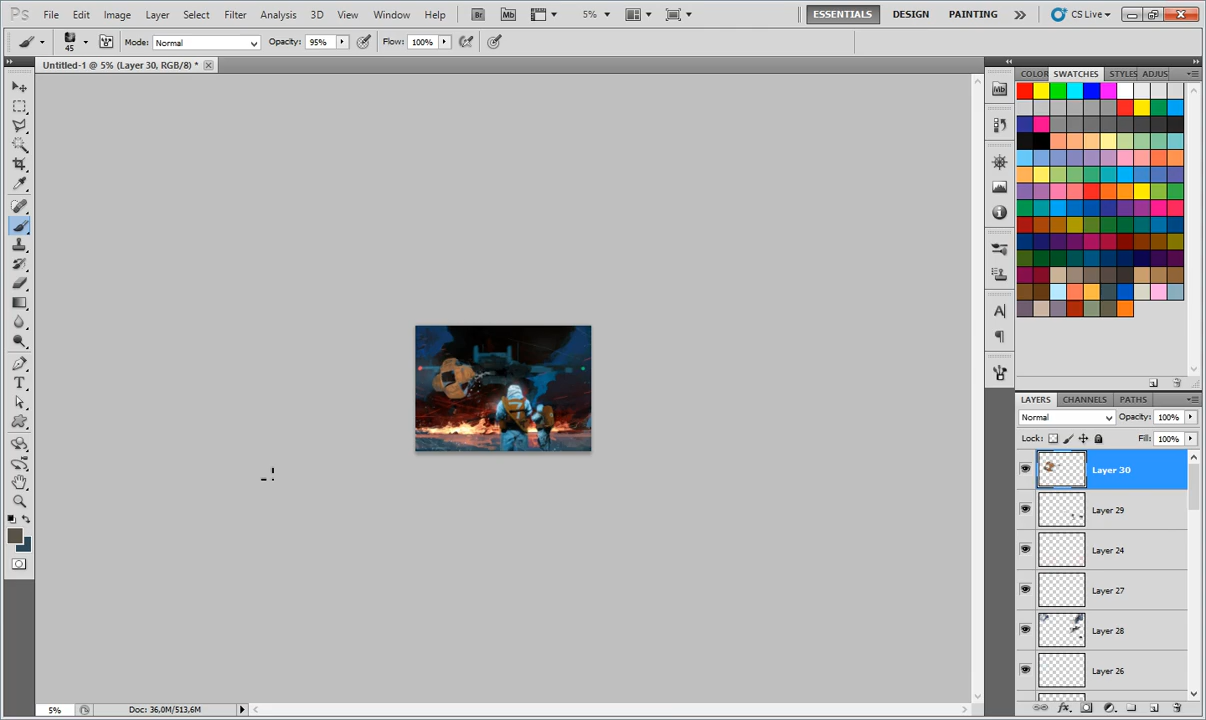 Ps File Edit Image Layer Select Filter Analysis 3D View Window Help Br Mb 5% ESSENTIALS DESIGN PAINTING CS Live
45 Mode: Normal Opacity: 95% Flow: 100%
Untitled-1 @ 5% (Layer 30, RGB/8) *
COLOR SWATCHES STYLES ADJUS
Mb
LAYERS CHANNELS PATHS
Normal Opacity: 100%
Lock: Fill: 100%
Layer 30
Layer 29
Layer 24
Layer 27
Layer 28
Layer 26
5% Doc: 36,0M/513,6M